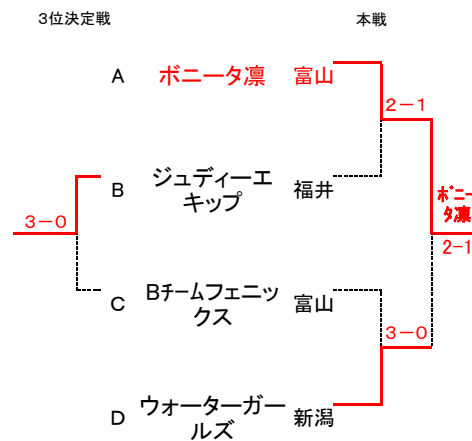 3位決定戦 本戦
A ボニータ凛 富山
2－1
B ジュディーエ
キップ 福井
ボニー
タ凛
3－0
2-1
C Bチームフェニッ
クス 富山
3－0
D ウォーターガー
ルズ 新潟